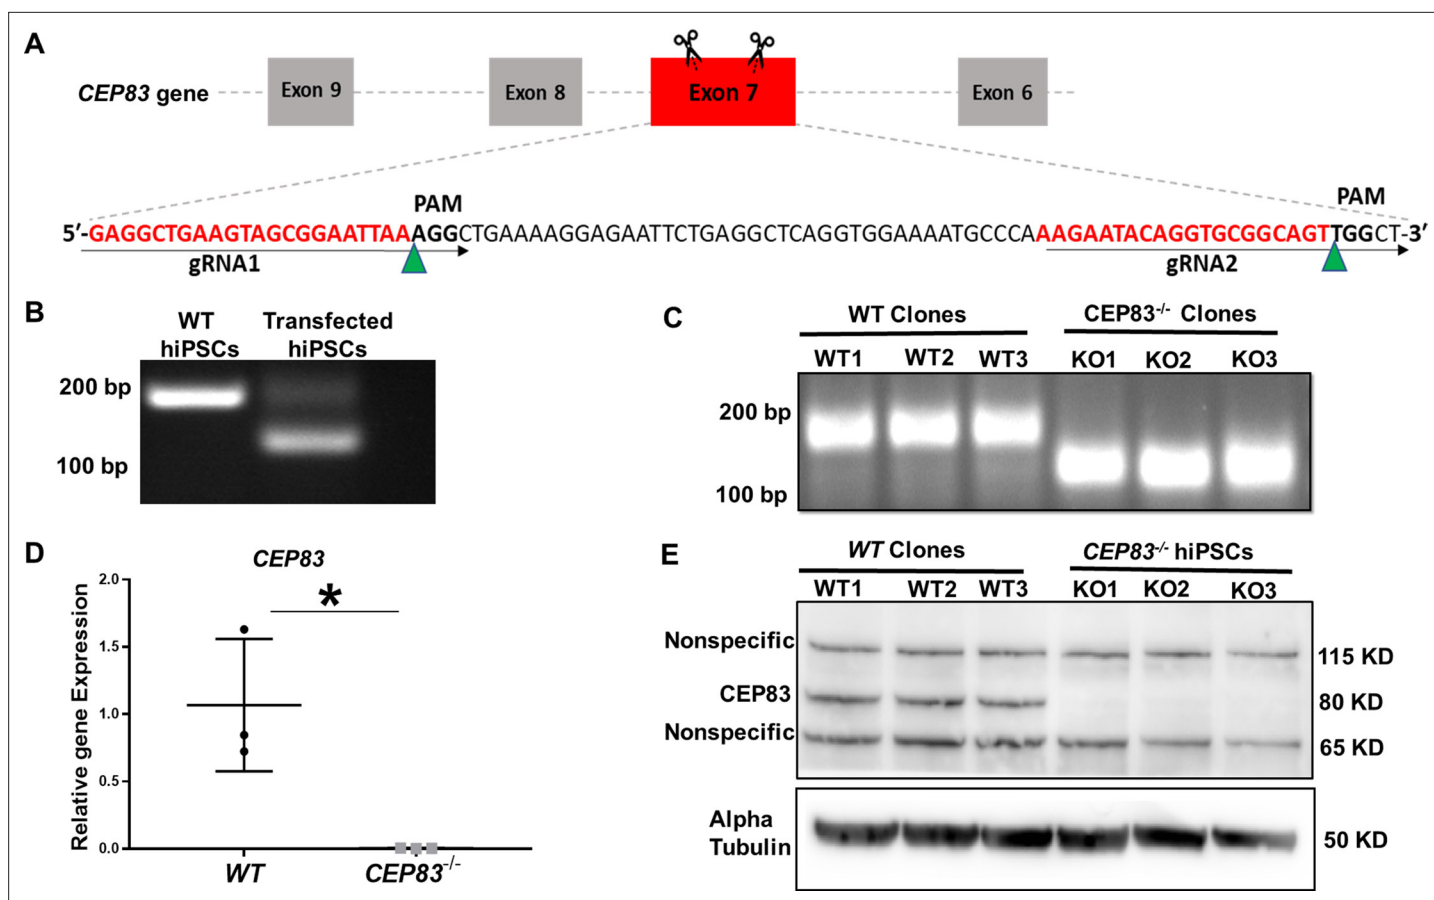 A
CEP83 gene
Exon 9
Exon 8
Exon 7
Exon 6
PAM
PAM
5′-GAGGCTGAAGTAGCGGAATTAAAGGCTGAAAAGGAGAATTCTGAGGCTCAGGTGGAAAATGCCCAAAGAATACAGGTGCGGCAGTTGGCT-3′
gRNA1
gRNA2
B
WT hiPSCs
Transfected hiPSCs
200 bp
100 bp
C
WT Clones
CEP83-/- Clones
WT1 WT2 WT3 KO1 KO2 KO3
200 bp
100 bp
D
CEP83
Relative gene Expression
2.0
*
1.5
1.0
0.5
0.0
WT
CEP83-/-
E
WT Clones
CEP83-/- hiPSCs
WT1 WT2 WT3 KO1 KO2 KO3
Nonspecific
115 KD
CEP83
80 KD
Nonspecific
65 KD
Alpha
Tubulin
50 KD